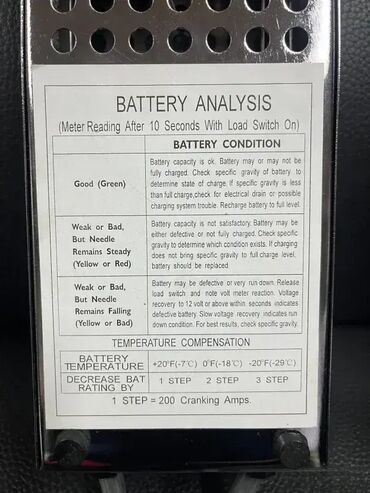 BATTERY ANALYSIS
(Meter Reading After 10 Seconds With Load Switch On)
BATTERY CONDITION
Good (Green)
Battery capacity is ok. Battery may or may not be
fully charged. Check specific gravity of battery to
determine state of charge. If specific gravity is less
than full charge,check for electrical drain or possible
charging system trouble. Recharge battery to full level.
Weak or Bad,
But Needle
Remains Steady
(Yellow or Red)
Battery capacity is not satisfactory. Battery may be
either defective or not fully charged. Check specific
gravity to determine which condition exists. If charging
does not bring specific gravity to full charge level,
battery should be replaced.
Weak or Bad,
But Needle
Remains Falling
(Yellow or Bad)
Battery may be defective or very run down. Release
load switch and note volt meter reaction. Voltage
recovery to 12 volt or above within seconds indicates
defective battery. Slow voltage recovery indicates run
down condition. For best results, check specific gravity.
TEMPERATURE COMPENSATION
BATTERY TEMPERATURE +20°F(-7℃) 0°F(-18℃) -20°F(-29℃)
DECREASE BAT RATING BY 1 STEP 2 STEP 3 STEP
1 STEP = 200 Cranking Amps.